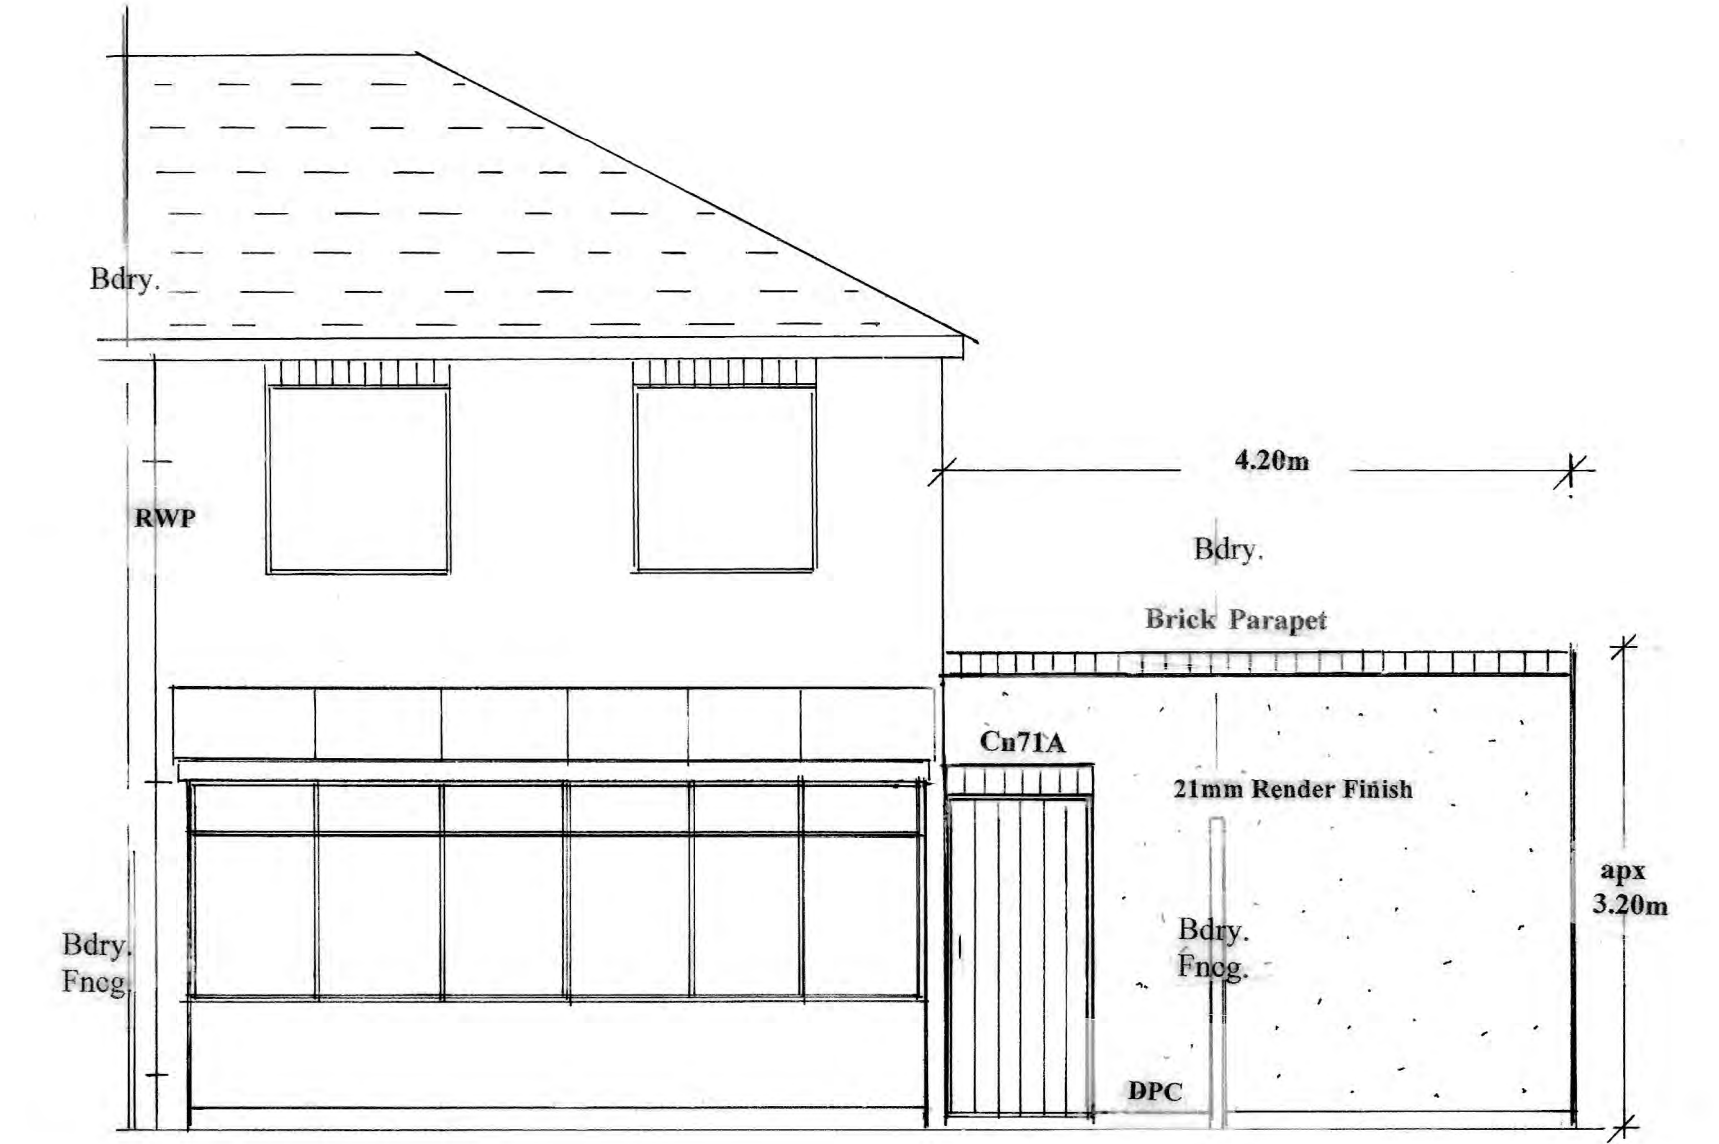 Bdry.
4.20m
RWP
Bdry.
Brick Parapet
Cn71A
21mm Render Finish
apx
3.20m
Bdry.
Fncg.
Bdry.
Fncg.
DPC